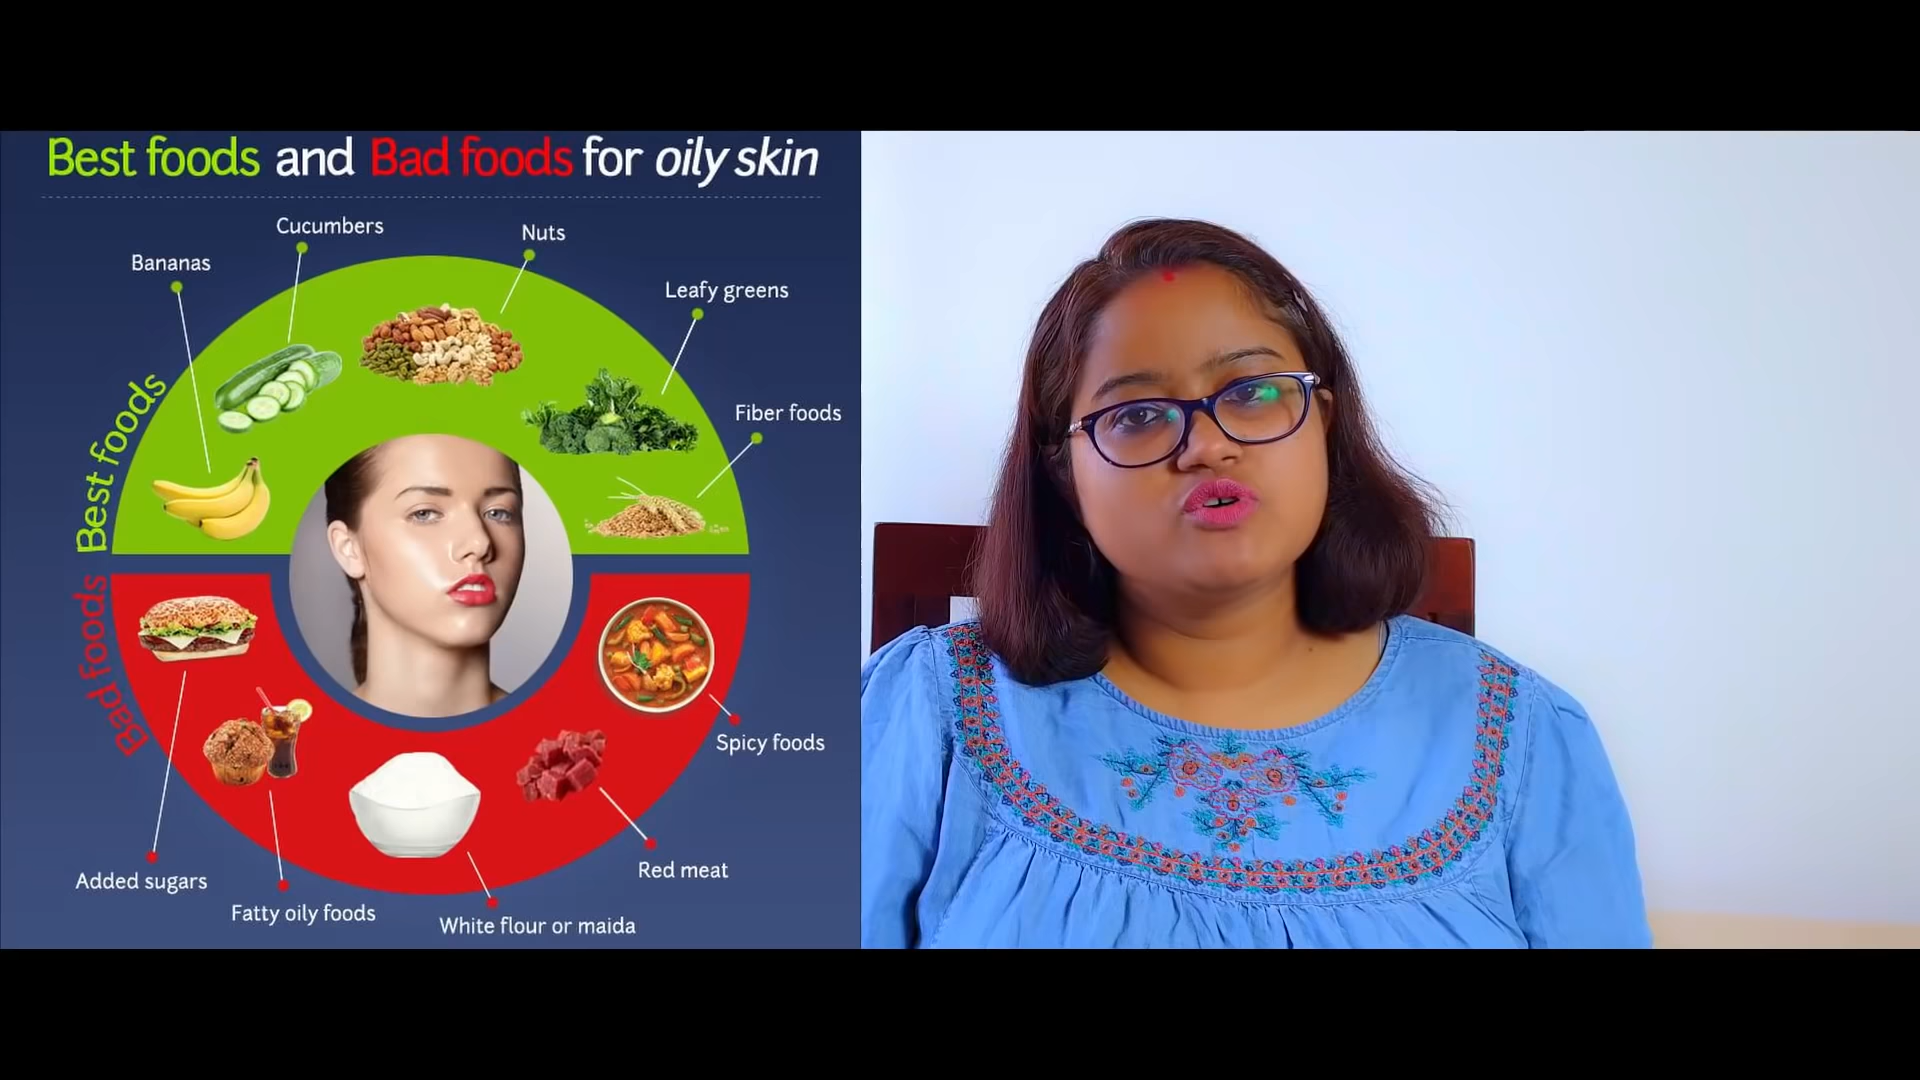 Best foods and Bad foods for oily skin
Cucumbers
Nuts
Bananas
Leafy greens
Fiber foods
Best foods
Bad foods
Spicy foods
Red meat
Added sugars
Fatty oily foods
White flour or maida